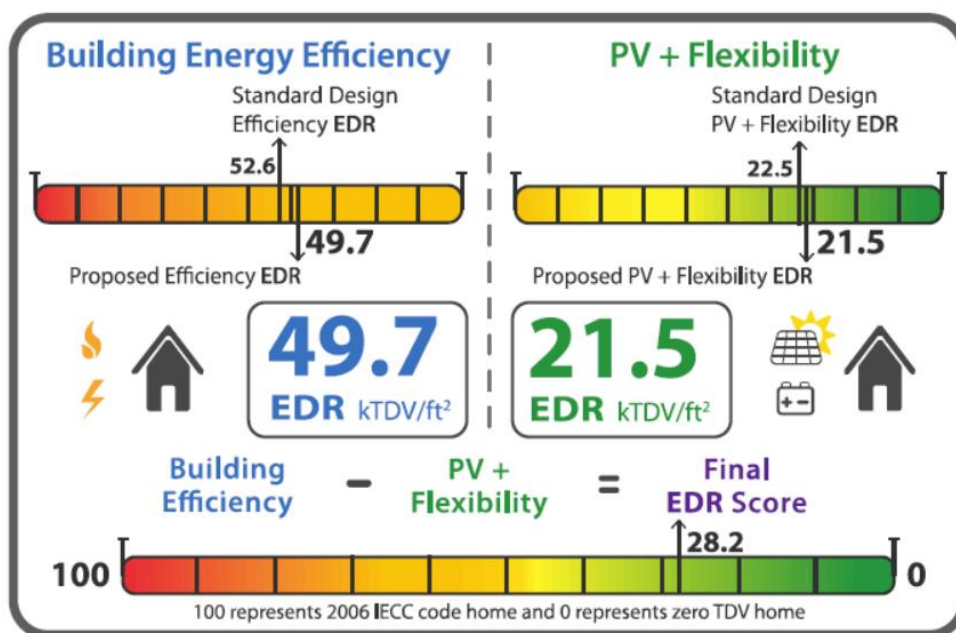 Building Energy Efficiency
Standard Design
Efficiency EDR
52.6
49.7
Proposed Efficiency EDR
49.7
EDR kTDV/ft²
PV + Flexibility
Standard Design
PV + Flexibility EDR
22.5
21.5
Proposed PV + Flexibility EDR
21.5
EDR kTDV/ft²
Building
Efficiency
-
PV +
Flexibility
=
Final
EDR Score
28.2
100
0
100 represents 2006 IECC code home and 0 represents zero TDV home